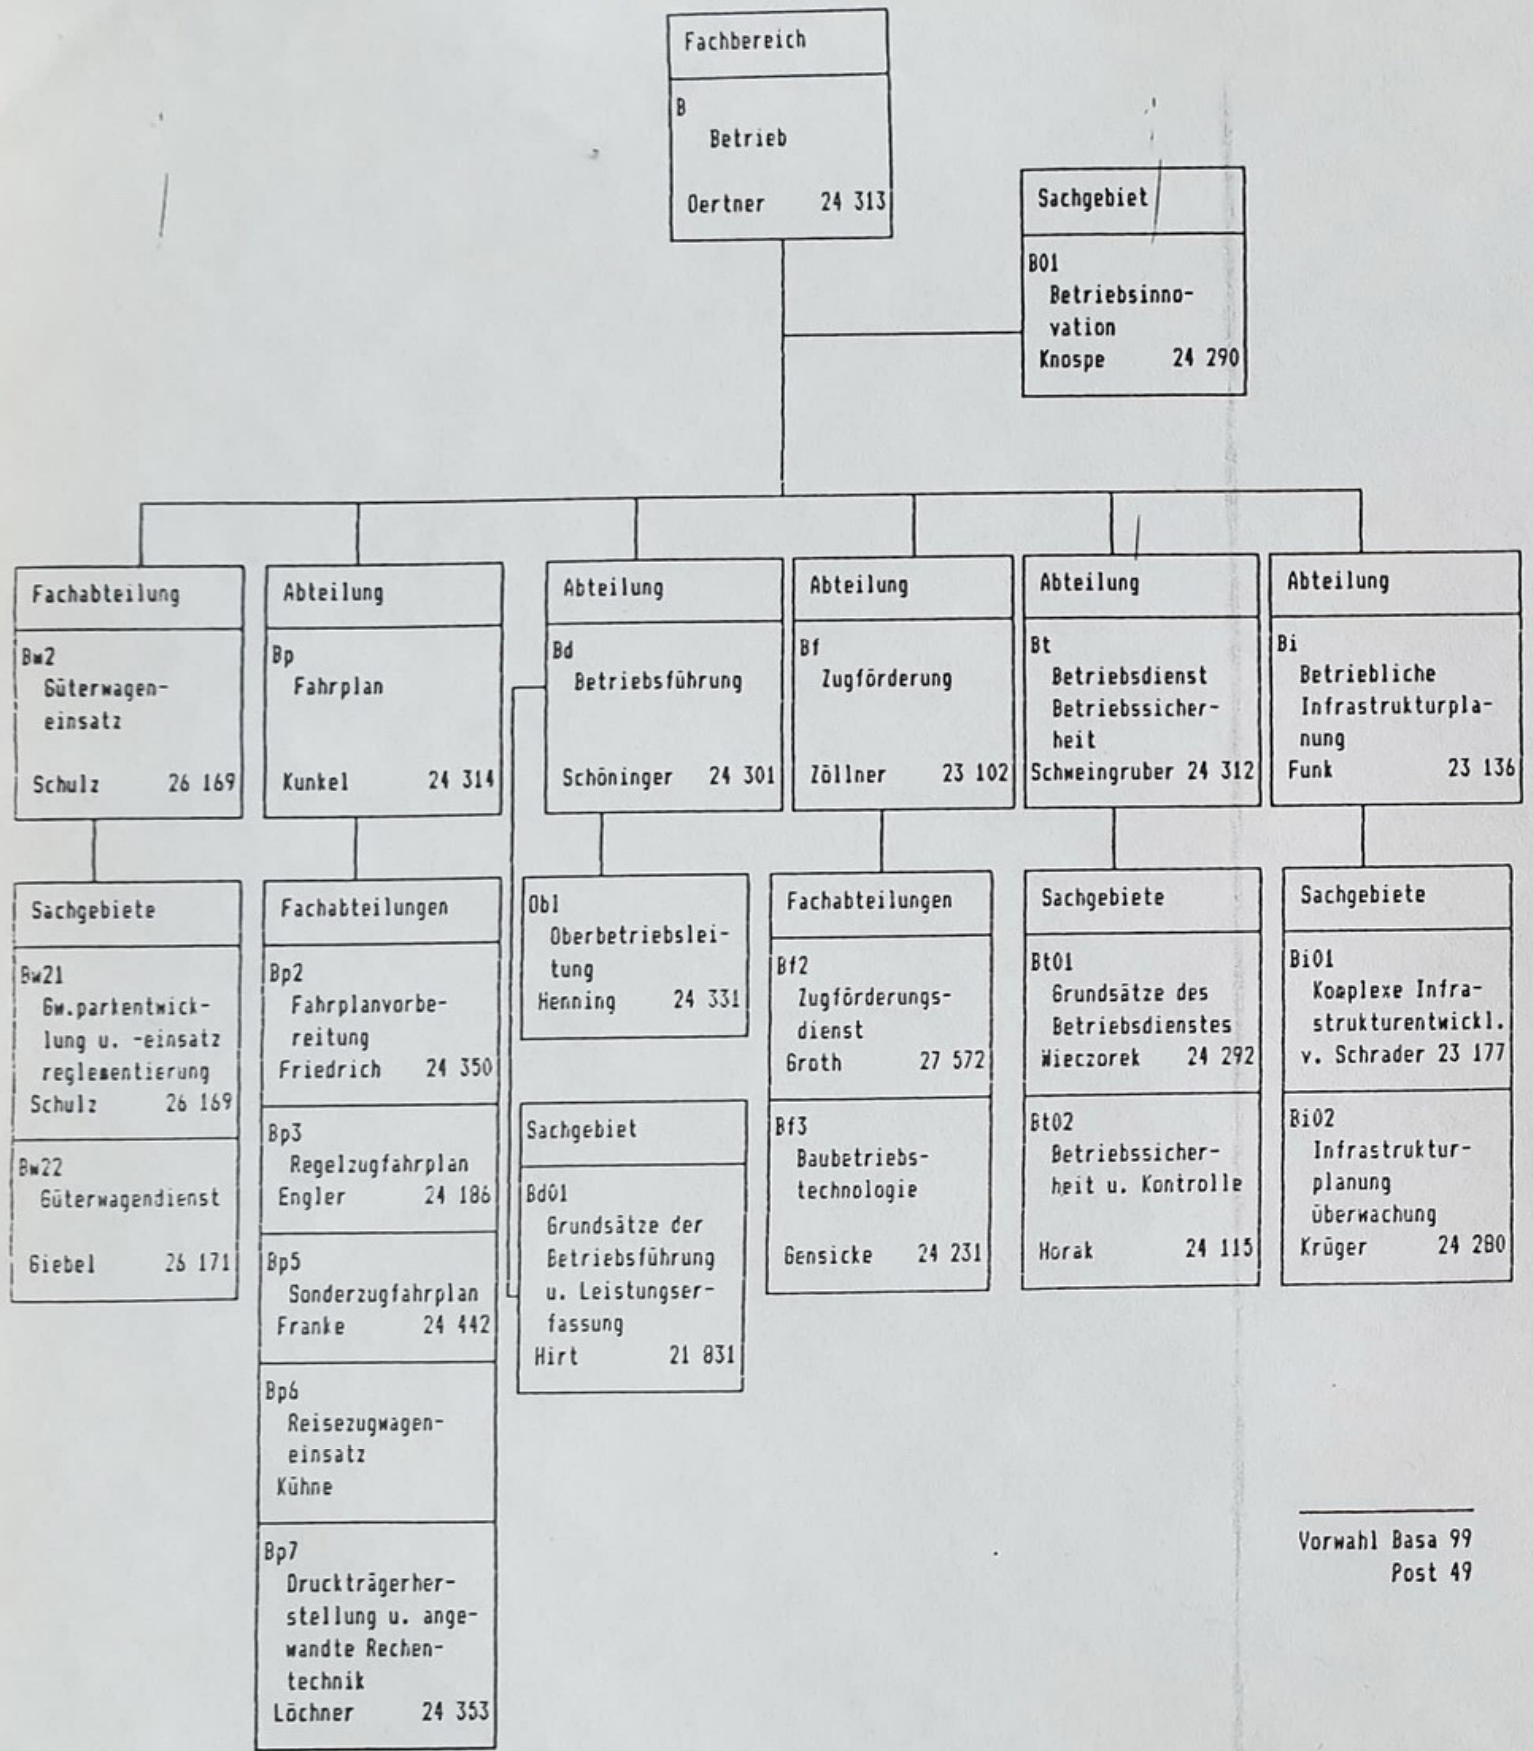 Fachbereich
B
Betrieb
Oertner 24 313
Sachgebiet
B01
Betriebsinno-
vation
Knospe 24 290
Fachabteilung
Bw2
Güterwagen-
einsatz
Schulz 26 169
Abteilung
Bp
Fahrplan
Kunkel 24 314
Abteilung
Bd
Betriebsführung
Schöninger 24 301
Abteilung
Bf
Zugförderung
Zöllner 23 102
Abteilung
Bt
Betriebsdienst
Betriebssicher-
heit
Schweingruber 24 312
Abteilung
Bi
Betriebliche
Infrastrukturpla-
nung
Funk 23 136
Sachgebiete
Bw21
Gw.parkentwick-
lung u. -einsatz
reglementierung
Schulz 26 169
Bw22
Güterwagendienst
Giebel 26 171
Fachabteilungen
Bp2
Fahrplanvorbe-
reitung
Friedrich 24 350
Bp3
Regelzugfahrplan
Engler 24 186
Bp5
Sonderzugfahrplan
Franke 24 442
Bp6
Reisezugwagen-
einsatz
Kühne
Bp7
Druckträgerher-
stellung u. ange-
wandte Rechen-
technik
Löchner 24 353
Obl
Oberbetriebslei-
tung
Henning 24 331
Sachgebiet
Bd01
Grundsätze der
Betriebsführung
u. Leistungser-
fassung
Hirt 21 831
Fachabteilungen
Bf2
Zugförderungs-
dienst
Groth 27 572
Bf3
Baubetriebs-
technologie
Gensicke 24 231
Sachgebiete
Bt01
Grundsätze des
Betriebsdienstes
Wieczorek 24 292
Bt02
Betriebssicher-
heit u. Kontrolle
Horak 24 115
Sachgebiete
Bi01
Komplexe Infra-
strukturentwickl.
v. Schrader 23 177
Bi02
Infrastruktur-
planung
überwachung
Krüger 24 280
Vorwahl Basa 99
Post 49